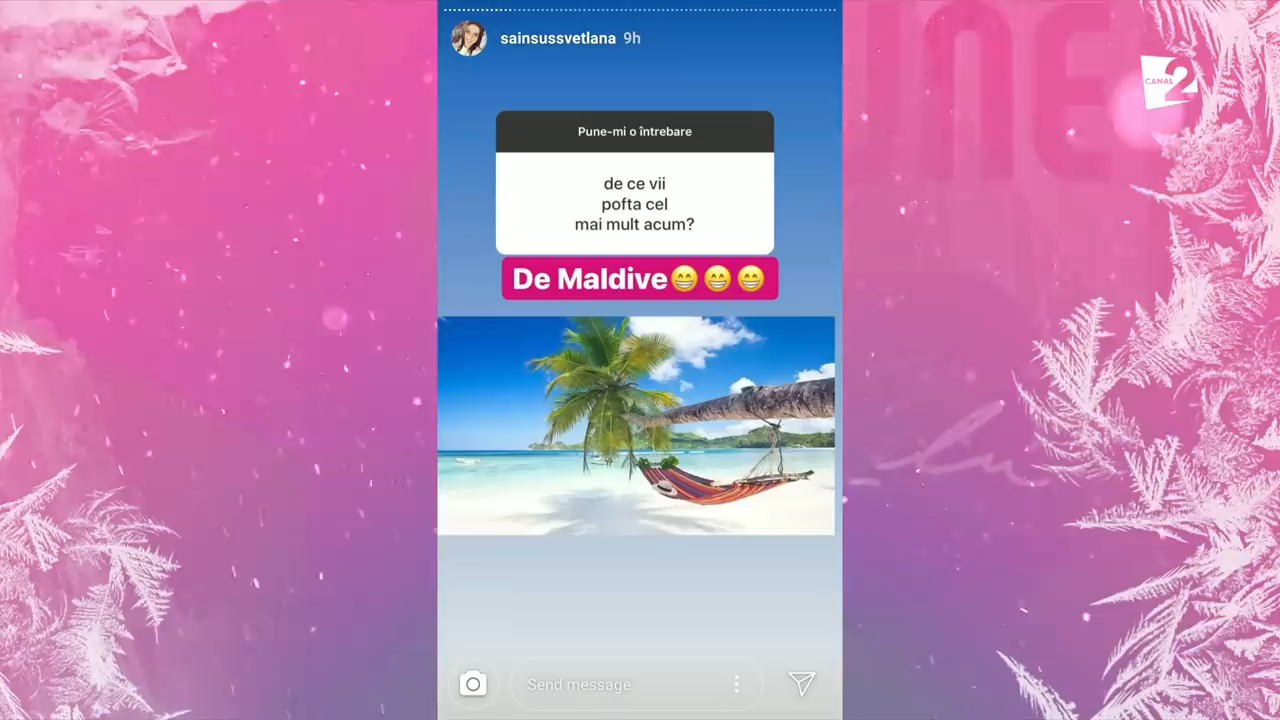 sainsussvetlana 9h
CANAL 2
Pune-mi o întrebare
de ce vii
pofta cel
mai mult acum?
De Maldive😁😁😁
Send message